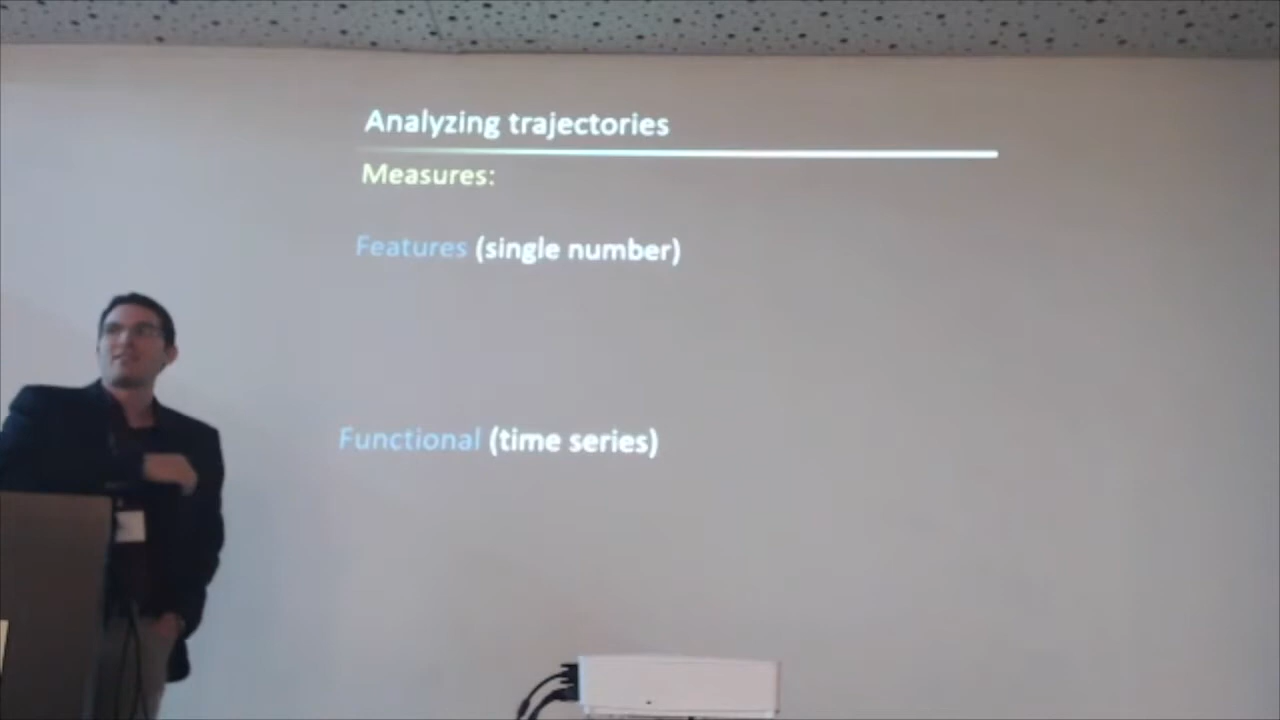 Analyzing trajectories
Measures:
Features (single number)
Functional (time series)